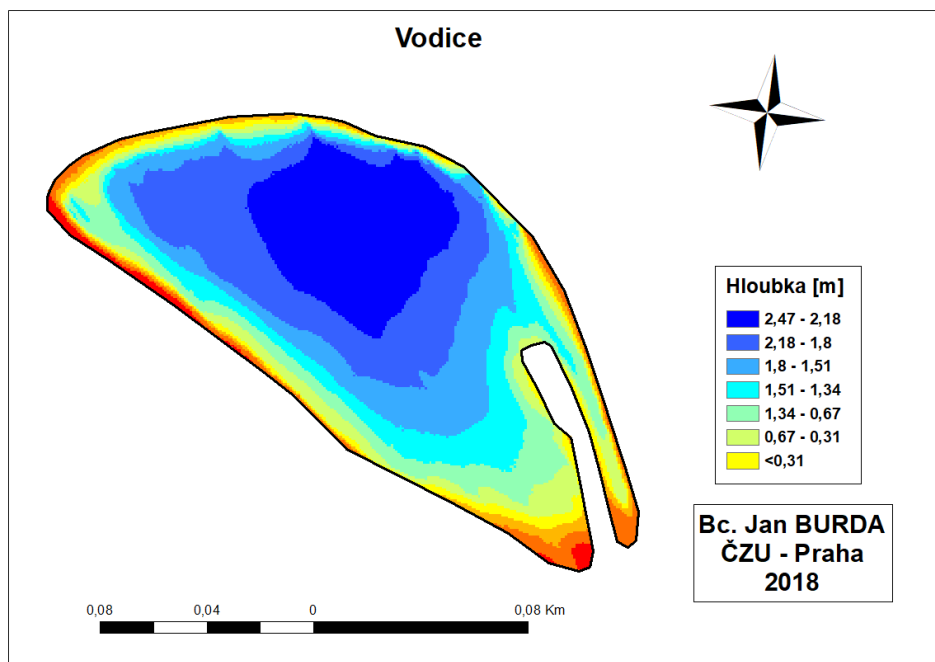 Vodice
Hloubka [m]
2,47 - 2,18
2,18 - 1,8
1,8 - 1,51
1,51 - 1,34
1,34 - 0,67
0,67 - 0,31
<0,31
Bc. Jan BURDA
ČZU - Praha
2018
0,08 0,04 0 0,08 Km